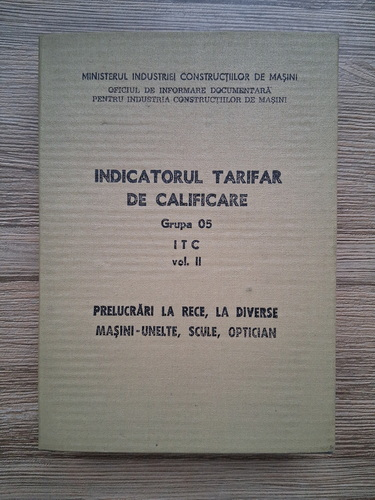 MINISTERUL INDUSTRIEI CONSTRUCȚIILOR DE MAȘINI
OFICIUL DE INFORMARE DOCUMENTARĂ
PENTRU INDUSTRIA CONSTRUCȚIILOR DE MAȘINI
INDICATORUL TARIFAR
DE CALIFICARE
Grupa 05
I T C
vol. II
PRELUCRĂRI LA RECE, LA DIVERSE
MAȘINI-UNELTE, SCULE, OPTICIAN